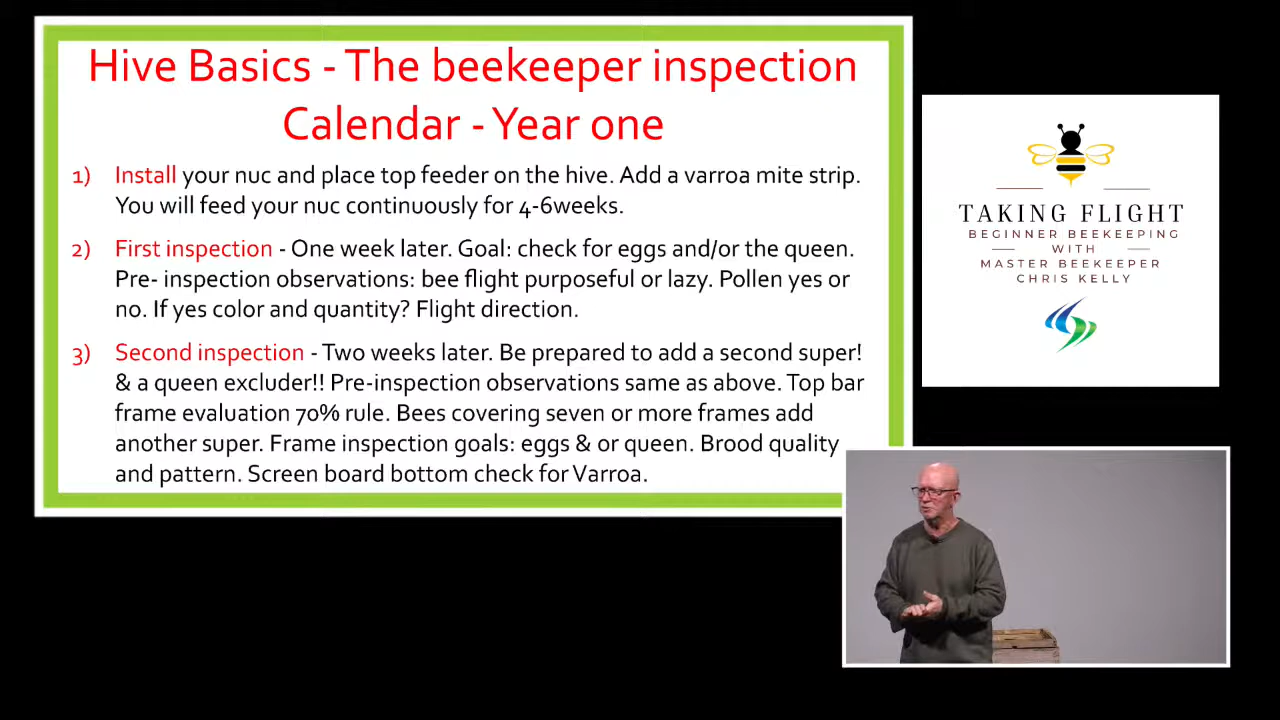 Hive Basics - The beekeeper inspection
Calendar - Year one
1) Install your nuc and place top feeder on the hive. Add a varroa mite strip.
You will feed your nuc continuously for 4-6weeks.
2) First inspection - One week later. Goal: check for eggs and/or the queen.
Pre- inspection observations: bee flight purposeful or lazy. Pollen yes or
no. If yes color and quantity? Flight direction.
3) Second inspection - Two weeks later. Be prepared to add a second super!
& a queen excluder!! Pre-inspection observations same as above. Top bar
frame evaluation 70% rule. Bees covering seven or more frames add
another super. Frame inspection goals: eggs & or queen. Brood quality
and pattern. Screen board bottom check for Varroa.
TAKING FLIGHT
BEGINNER BEEKEEPING
WITH
MASTER BEEKEEPER
CHRIS KELLY